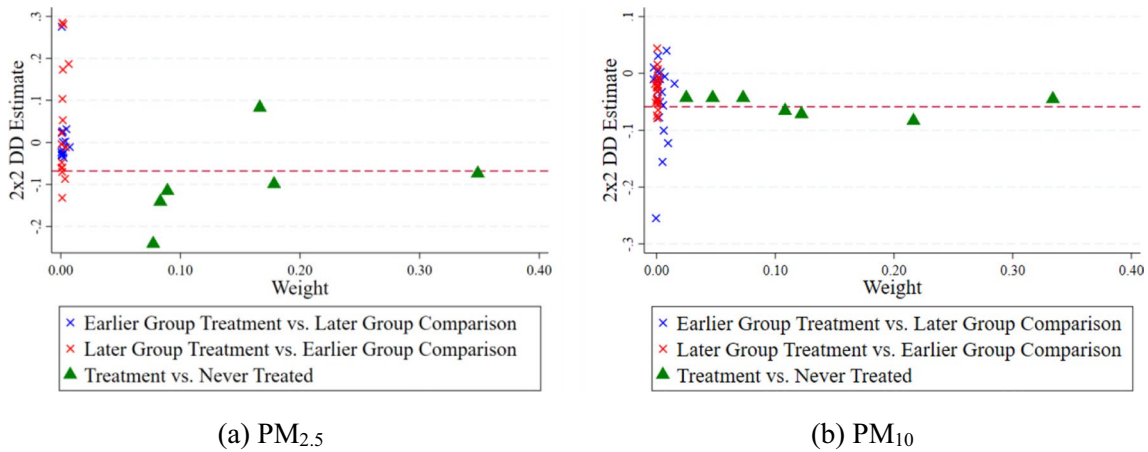 2x2 DD Estimate
.3
.2
.1
0
-.1
-.2
0.00 0.10 0.20 0.30 0.40
Weight
× Earlier Group Treatment vs. Later Group Comparison
× Later Group Treatment vs. Earlier Group Comparison
▲ Treatment vs. Never Treated
(a) PM2.5
2x2 DD Estimate
.1
0
-.1
-.2
-.3
0.00 0.10 0.20 0.30 0.40
Weight
× Earlier Group Treatment vs. Later Group Comparison
× Later Group Treatment vs. Earlier Group Comparison
▲ Treatment vs. Never Treated
(b) PM10